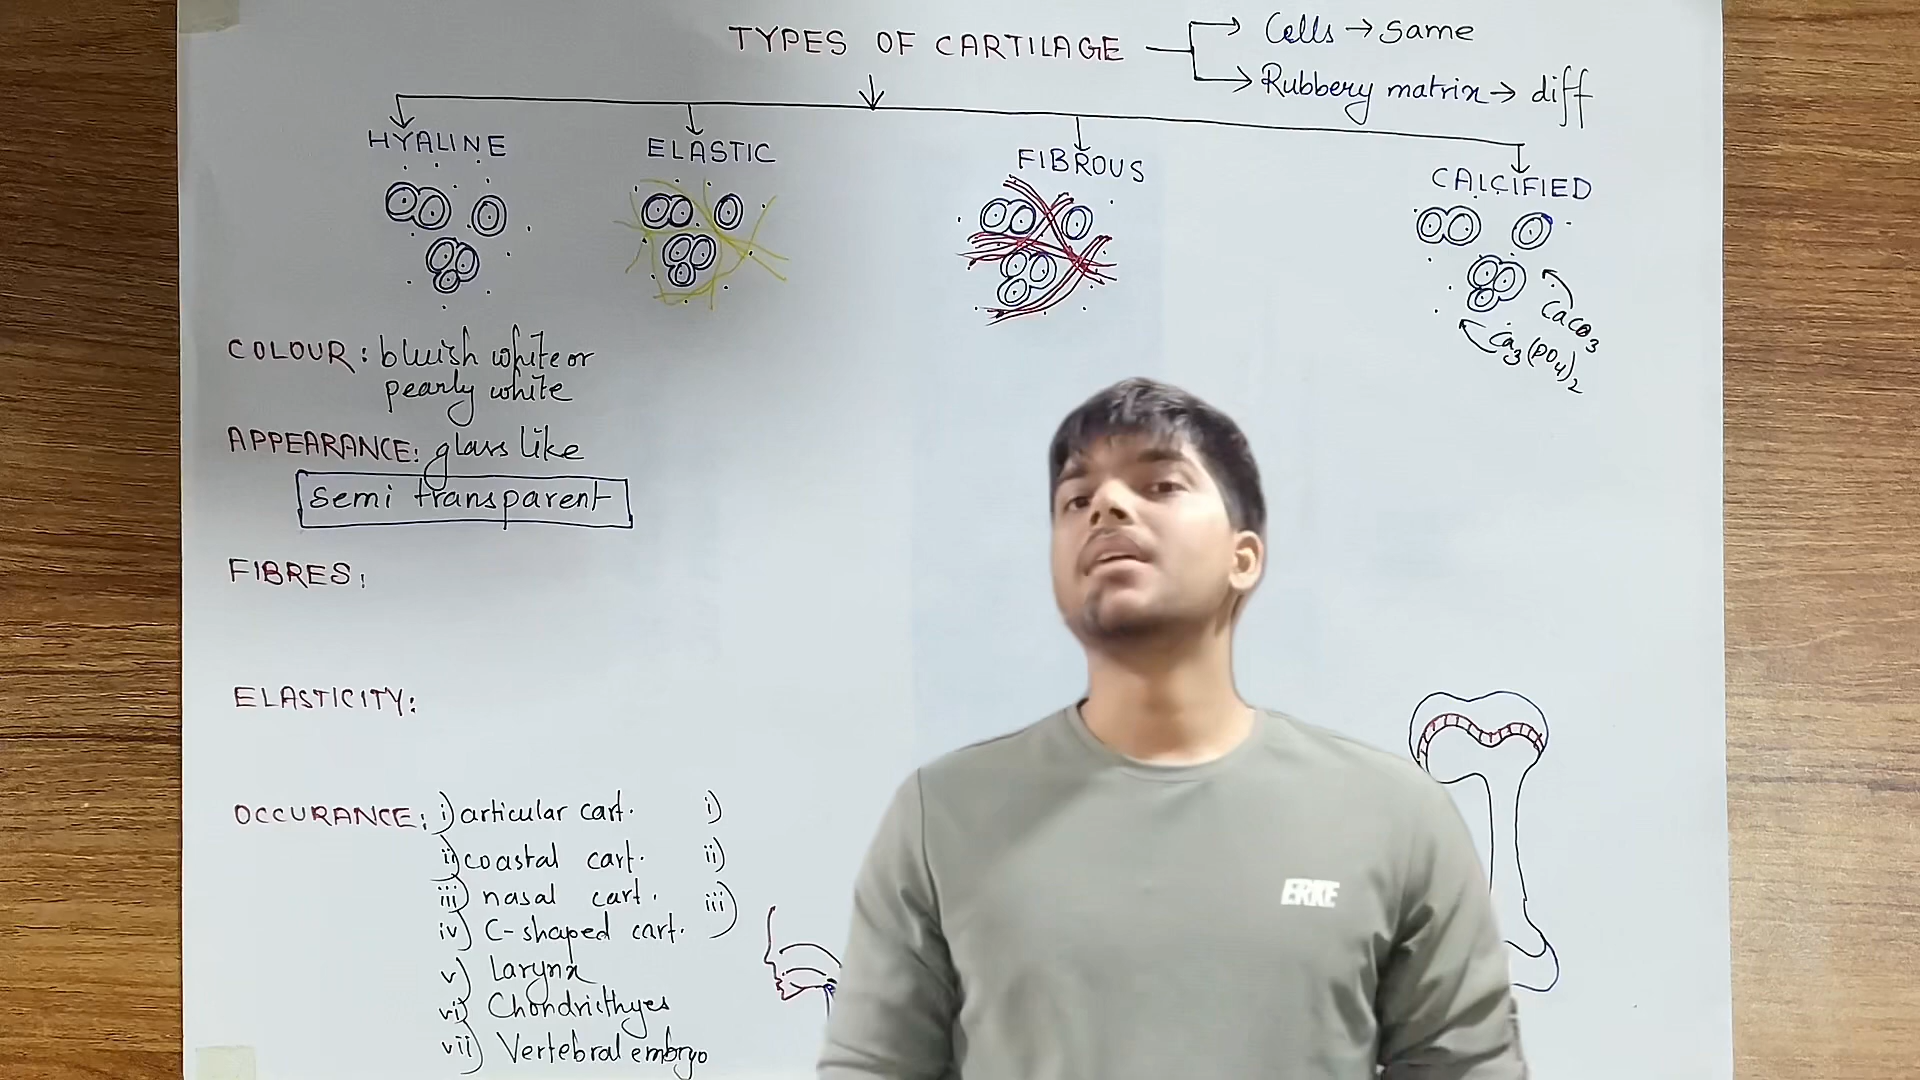 TYPES OF CARTILAGE
Cells → Same
Rubbery matrix → diff
HYALINE
ELASTIC
FIBROUS
CALCIFIED
CaCO3
Ca3(PO4)2
COLOUR: bluish white or
pearly white
APPEARANCE: glass like
Semi transparent
FIBRES:
ELASTICITY:
OCCURANCE: i) articular cart.
ii) coastal cart.
iii) nasal cart.
iv) C-shaped cart.
v) Larynx
vi) Chondricthyes
vii) Vertebral embryo
i)
ii)
iii)
ERKE